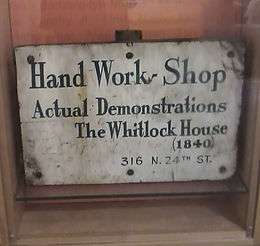 Hand Work Shop
Actual Demonstrations
The Whitlock House
(1840)
316 N. 24TH ST.